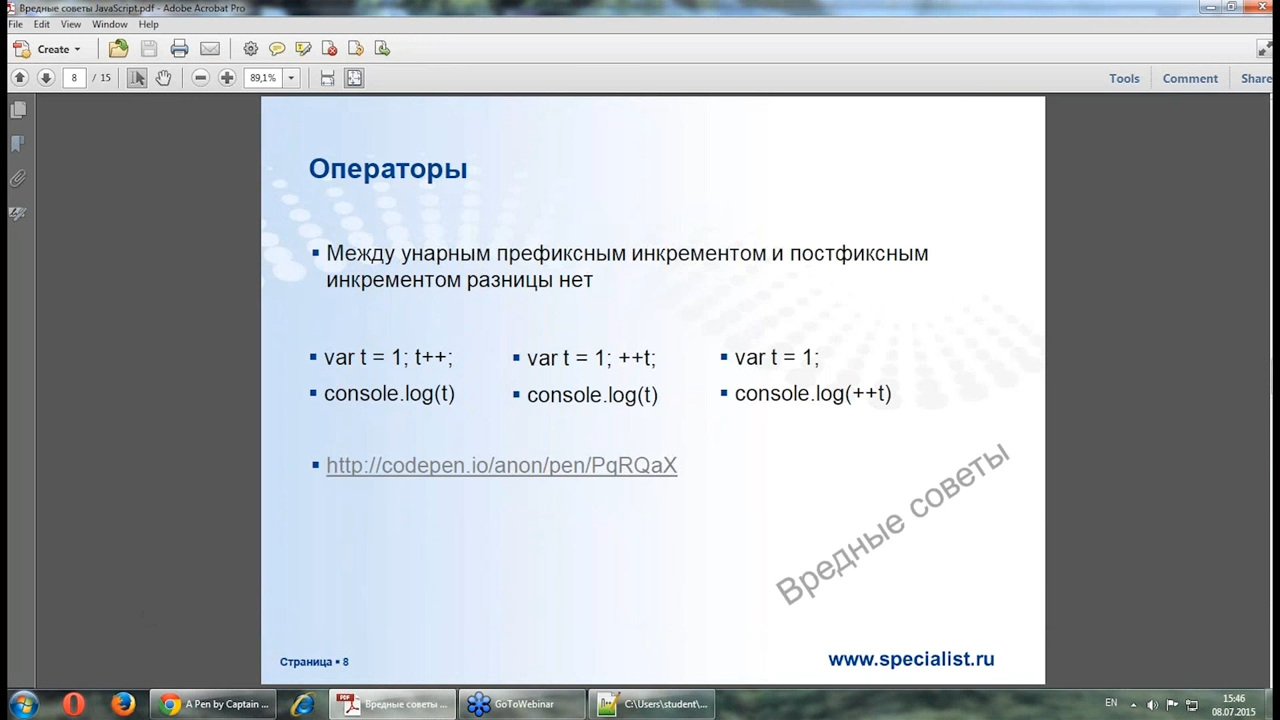 Вредные советы JavaScript.pdf - Adobe Acrobat Pro
File Edit View Window Help
Create
8 / 15 89,1% Tools Comment Share
Операторы
Между унарным префиксным инкрементом и постфиксным
инкрементом разницы нет
var t = 1; t++; var t = 1; ++t; var t = 1;
console.log(t) console.log(t) console.log(++t)
http://codepen.io/anon/pen/PqRQaX
Вредные советы
Страница 8 www.specialist.ru
A Pen by Captain ... Вредные советы ... GoToWebinar C:\Users\student\... EN 15:46
08.07.2015